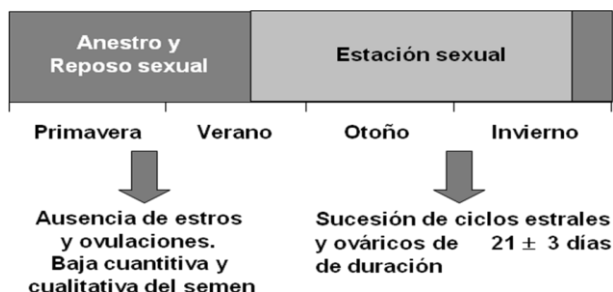 Anestro y
Reposo sexual
Estación sexual
Primavera Verano Otoño Invierno
Ausencia de estros
y ovulaciones.
Baja cuantitiva y
cualitativa del semen
Sucesión de ciclos estrales
y ováricos de 21 ± 3 días
de duración